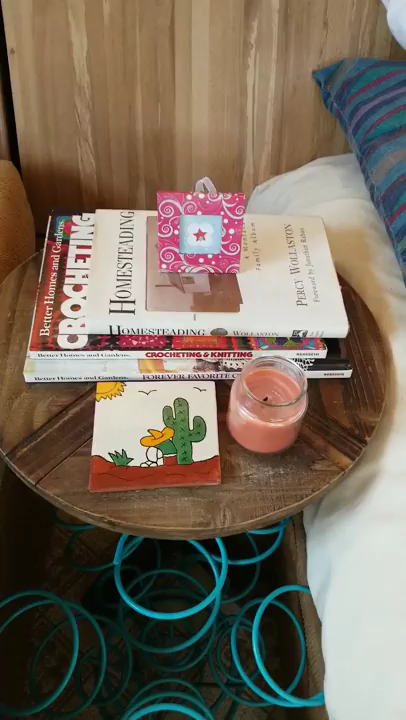 Better Homes and Gardens
CROCHETING
HOMESTEADING
A Montana
Family Album
PERCY WOLLASTON
Foreword by Jonathan Raban
HOMESTEADING WOLLASTON
Better Homes and Gardens. CROCHETING & KNITTING
Better Homes and Gardens. FOREVER FAVORITE